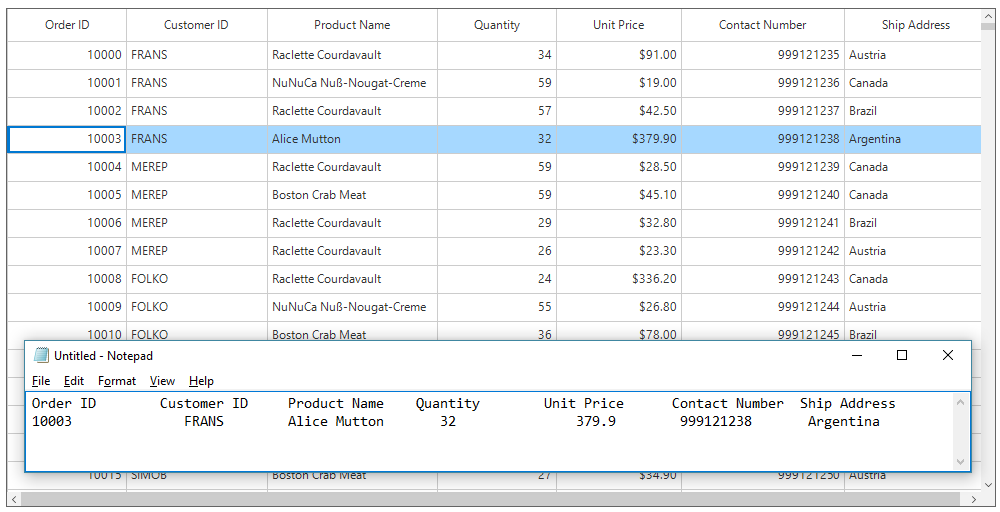 Order ID Customer ID Product Name Quantity Unit Price Contact Number Ship Address
10000 FRANS Raclette Courdavault 34 $91.00 999121235 Austria
10001 FRANS NuNuCa Nuß-Nougat-Creme 59 $19.00 999121236 Canada
10002 FRANS Raclette Courdavault 57 $42.50 999121237 Brazil
10003 FRANS Alice Mutton 32 $379.90 999121238 Argentina
10004 MEREP Raclette Courdavault 59 $28.50 999121239 Canada
10005 MEREP Boston Crab Meat 59 $45.10 999121240 Canada
10006 MEREP Raclette Courdavault 29 $32.80 999121241 Brazil
10007 MEREP Raclette Courdavault 26 $23.30 999121242 Austria
10008 FOLKO Raclette Courdavault 24 $336.20 999121243 Canada
10009 FOLKO NuNuCa Nuß-Nougat-Creme 55 $26.80 999121244 Austria
10010 FOLKO Boston Crab Meat 36 $78.00 999121245 Brazil
Untitled - Notepad
File Edit Format View Help
Order ID Customer ID Product Name Quantity Unit Price Contact Number Ship Address
10003 FRANS Alice Mutton 32 379.9 999121238 Argentina
10015 SIMOB Boston Crab Meat 27 $34.90 999121250 Austria